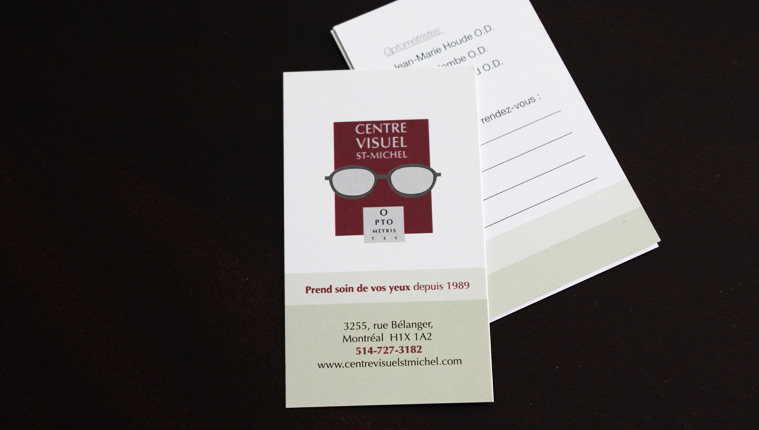 CENTRE
VISUEL
ST-MICHEL
O
PTO
MÉTRIS
TES
Prend soin de vos yeux depuis 1989
3255, rue Bélanger,
Montréal H1X 1A2
514-727-3182
www.centrevisuelstmichel.com
Optométristes
Jean-Marie Houde O.D.
O.D.
O.D.
rendez-vous :